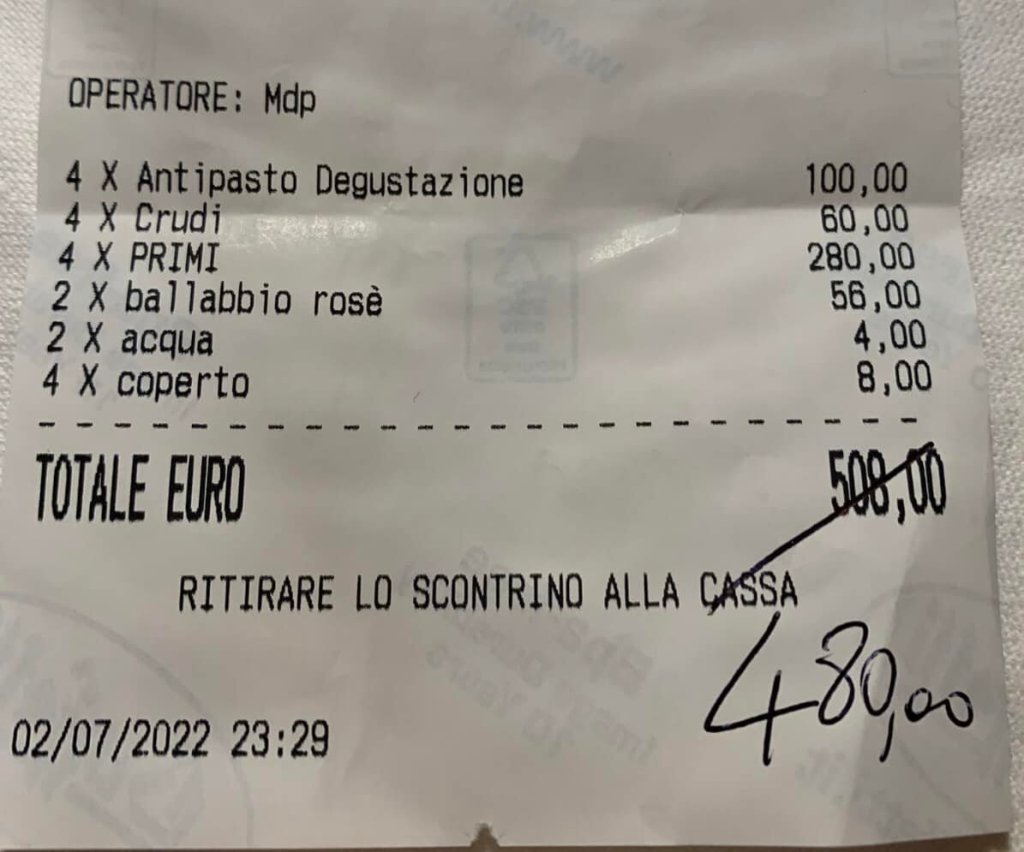 OPERATORE: Mdp
4 X Antipasto Degustazione 100,00
4 X Crudi 60,00
4 X PRIMI 280,00
2 X ballabbio rosè 56,00
2 X acqua 4,00
4 X coperto 8,00
TOTALE EURO 508,00
RITIRARE LO SCONTRINO ALLA CASSA
480,00
02/07/2022 23:29